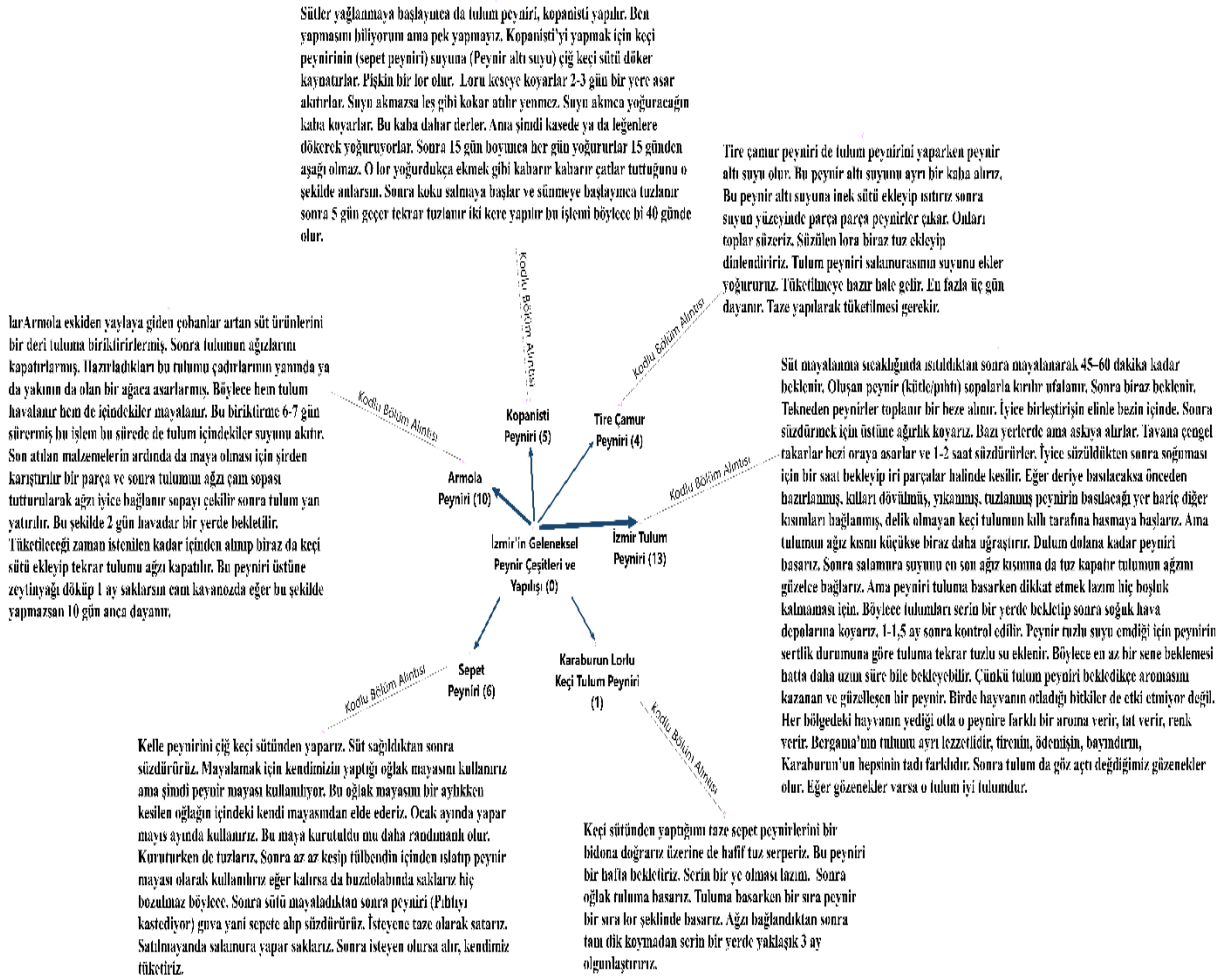 Sütler yağlanmaya başlayınca da tulum peyniri, kopanisti yapılır. Ben
yapmasını biliyorum ama pek yapmayız. Kopanisti'yi yapmak için keçi
peynirinin (sepet peyniri) suyuna (Peynir altı suyu) çiğ keçi sütü döker
kaynatırlar. Pişkin bir lor olur. Loru keseye koyarlar 2-3 gün bir yere asar
akıtırlar. Suyu akmazsa leş gibi kokar atılır yenmez. Suyu akınca yoğuracağın
kaba koyarlar. Bu kaba dahar derler. Ama şimdi kasede ya da leğenlere
dökerek yoğuruyorlar. Sonra 15 gün boyunca her gün yoğururlar 15 günden
aşağı olmaz. O lor yoğurdukça ekmek gibi kabarır kabarır çatlar tuttuğunu o
şekilde anlarsın. Sonra koku salmaya başlar ve sünmeye başlayınca tuzlanır
sonra 5 gün geçer tekrar tuzlanır iki kere yapılır bu işlemi böylece bi 40 günde
olur.
Tire çamur peyniri de tulum peynirini yaparken peynir
altı suyu olur. Bu peynir altı suyunu ayrı bir kaba alırız.
Bu peynir altı suyuna inek sütü ekleyip ısıtırız sonra
suyun yüzeyinde parça parça peynirler çıkar. Onları
toplar süzeriz. Süzülen lora biraz tuz ekleyip
dinlendiririz. Tulum peyniri salamurasının suyunu ekler
yoğururuz. Tüketilmeye hazır hale gelir. En fazla üç gün
dayanır. Taze yapılarak tüketilmesi gerekir.
larArmola eskiden yaylaya giden çobanlar artan süt ürünlerini
bir deri tuluma biriktirirlermiş. Sonra tulumun ağızlarını
kapatırlarmış. Hazırladıkları bu tulumu çadırlarının yanında ya
da yakının da olan bir ağaca asarlarmış. Böylece hem tulum
havalanır hem de içindekiler mayalanır. Bu biriktirme 6-7 gün
sürermiş bu işlem bu sürede de tulum içindekiler suyunu akıtır.
Son atılan malzemelerin ardında da maya olması için şirden
karıştırılır bir parça ve sonra tulumun ağzı çam sopası
tutturularak ağzı iyice bağlanır sopayı çekilir sonra tulum yan
yatırılır. Bu şekilde 2 gün havadar bir yerde bekletilir.
Tüketileceği zaman istenilen kadar içinden alınıp biraz da keçi
sütü ekleyip tekrar tulumu ağzı kapatılır. Bu peyniri üstüne
zeytinyağı döküp 1 ay saklarsın cam kavanozda eğer bu şekilde
yapmazsan 10 gün anca dayanır.
Kodlu Bölüm Alıntısı
Kodlu Bölüm Alıntısı
Kodlu Bölüm Alıntısı
Kodlu Bölüm Alıntısı
Kopanisti
Peyniri (5)
Tire Çamur
Peyniri (4)
Armola
Peyniri (10)
İzmir Tulum
Peyniri (13)
İzmir'in Geleneksel
Peynir Çeşitleri ve
Yapılışı (0)
Sepet
Peyniri (6)
Karaburun Lorlu
Keçi Tulum Peyniri
(1)
Kodlu Bölüm Alıntısı
Kodlu Bölüm Alıntısı
Süt mayalanma sıcaklığında ısıtıldıktan sonra mayalanarak 45–60 dakika kadar
beklenir. Oluşan peynir (kütle/pıhtı) sopalarla kırılır ufalanır. Sonra biraz beklenir.
Tekneden peynirler toplanır bir beze alınır. İyice birleştirişin elinle bezin içinde. Sonra
süzdürmek için üstüne ağırlık koyarız. Bazı yerlerde ama askıya alırlar. Tavana çengel
takarlar bezi oraya asarlar ve 1-2 saat süzdürürler. İyice süzüldükten sonra soğuması
için bir saat bekleyip iri parçalar halinde kesilir. Eğer deriye basılacaksa önceden
hazırlanmış, kılları dövülmüş, yıkanmış, tuzlanmış peynirin basılacağı yer hariç diğer
kısımları bağlanmış, delik olmayan keçi tulumun kıllı tarafına basmaya başlarız. Ama
tulumun ağız kısmı küçükse biraz daha uğraştırır. Dulum dolana kadar peyniri
basarız. Sonra salamura suyunu en son ağız kısmına da tuz kapatır tulumun ağzını
güzelce bağlarız. Ama peyniri tuluma basarken dikkat etmek lazım hiç boşluk
kalmaması için. Böylece tulumları serin bir yerde bekletip sonra soğuk hava
depolarına koyarız. 1-1,5 ay sonra kontrol edilir. Peynir tuzlu suyu emdiği için peynirin
sertlik durumuna göre tuluma tekrar tuzlu su eklenir. Böylece en az bir sene beklemesi
hatta daha uzun süre bile bekleyebilir. Çünkü tulum peyniri bekledikçe aromasını
kazanan ve güzelleşen bir peynir. Birde hayvanın otladığı bitkiler de etki etmiyor değil.
Her bölgedeki hayvanın yediği otla o peynire farklı bir aroma verir, tat verir, renk
verir. Bergama'nın tulumu ayrı lezzetlidir, tirenin, ödemişin, bayındırın,
Karaburun'un hepsinin tadı farklıdır. Sonra tulum da göz açtı değdiğimiz gözenekler
olur. Eğer gözenekler varsa o tulum iyi tulumdur.
Kelle peynirini çiğ keçi sütünden yaparız. Süt sağıldıktan sonra
süzdürürüz. Mayalamak için kendimizin yaptığı oğlak mayasını kullanırız
ama şimdi peynir mayası kullanılıyor. Bu oğlak mayasını bir aylıkken
kesilen oğlağın içindeki kendi mayasından elde ederiz. Ocak ayında yapar
mayıs ayında kullanırız. Bu maya kurutuldu mu daha randımanlı olur.
Kuruturken de tuzlarız. Sonra az az kesip tülbendin içinden ıslatıp peynir
mayası olarak kullanılırız eğer kalırsa da buzdolabında saklarız hiç
bozulmaz böylece. Sonra sütü mayaladıktan sonra peyniri (Pıhtıyı
kastediyor) guva yani sepete alıp süzdürürüz. İsteyene taze olarak satarız.
Satılmayanda salamura yapar saklarız. Sonra isteyen olursa alır, kendimiz
tüketiriz.
Keçi sütünden yaptığımı taze sepet peynirlerini bir
bidona doğrarız üzerine de hafif tuz serperiz. Bu peyniri
bir hafta bekletiriz. Serin bir ye olması lazım. Sonra
oğlak tuluma basarız. Tuluma basarken bir sıra peynir
bir sıra lor şeklinde basarız. Ağzı bağlandıktan sonra
tam dik koymadan serin bir yerde yaklaşık 3 ay
olgunlaştırırız.